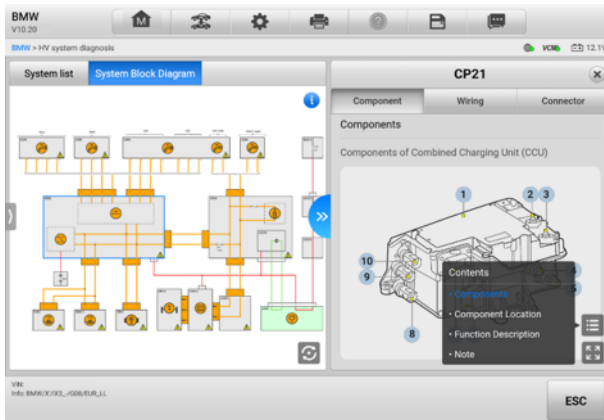 BMW
V10.20
BMW > HV system diagnosis
VCMI
12.1V
System list
System Block Diagram
CP21
Component
Wiring
Connector
Components
Components of Combined Charging Unit (CCU)
1
2
3
10
9
8
4
5
Contents
· Components
· Component Location
· Function Description
· Note
VIN:
Info: BMW/X'/IX3_-/G08/EUR_LL
ESC